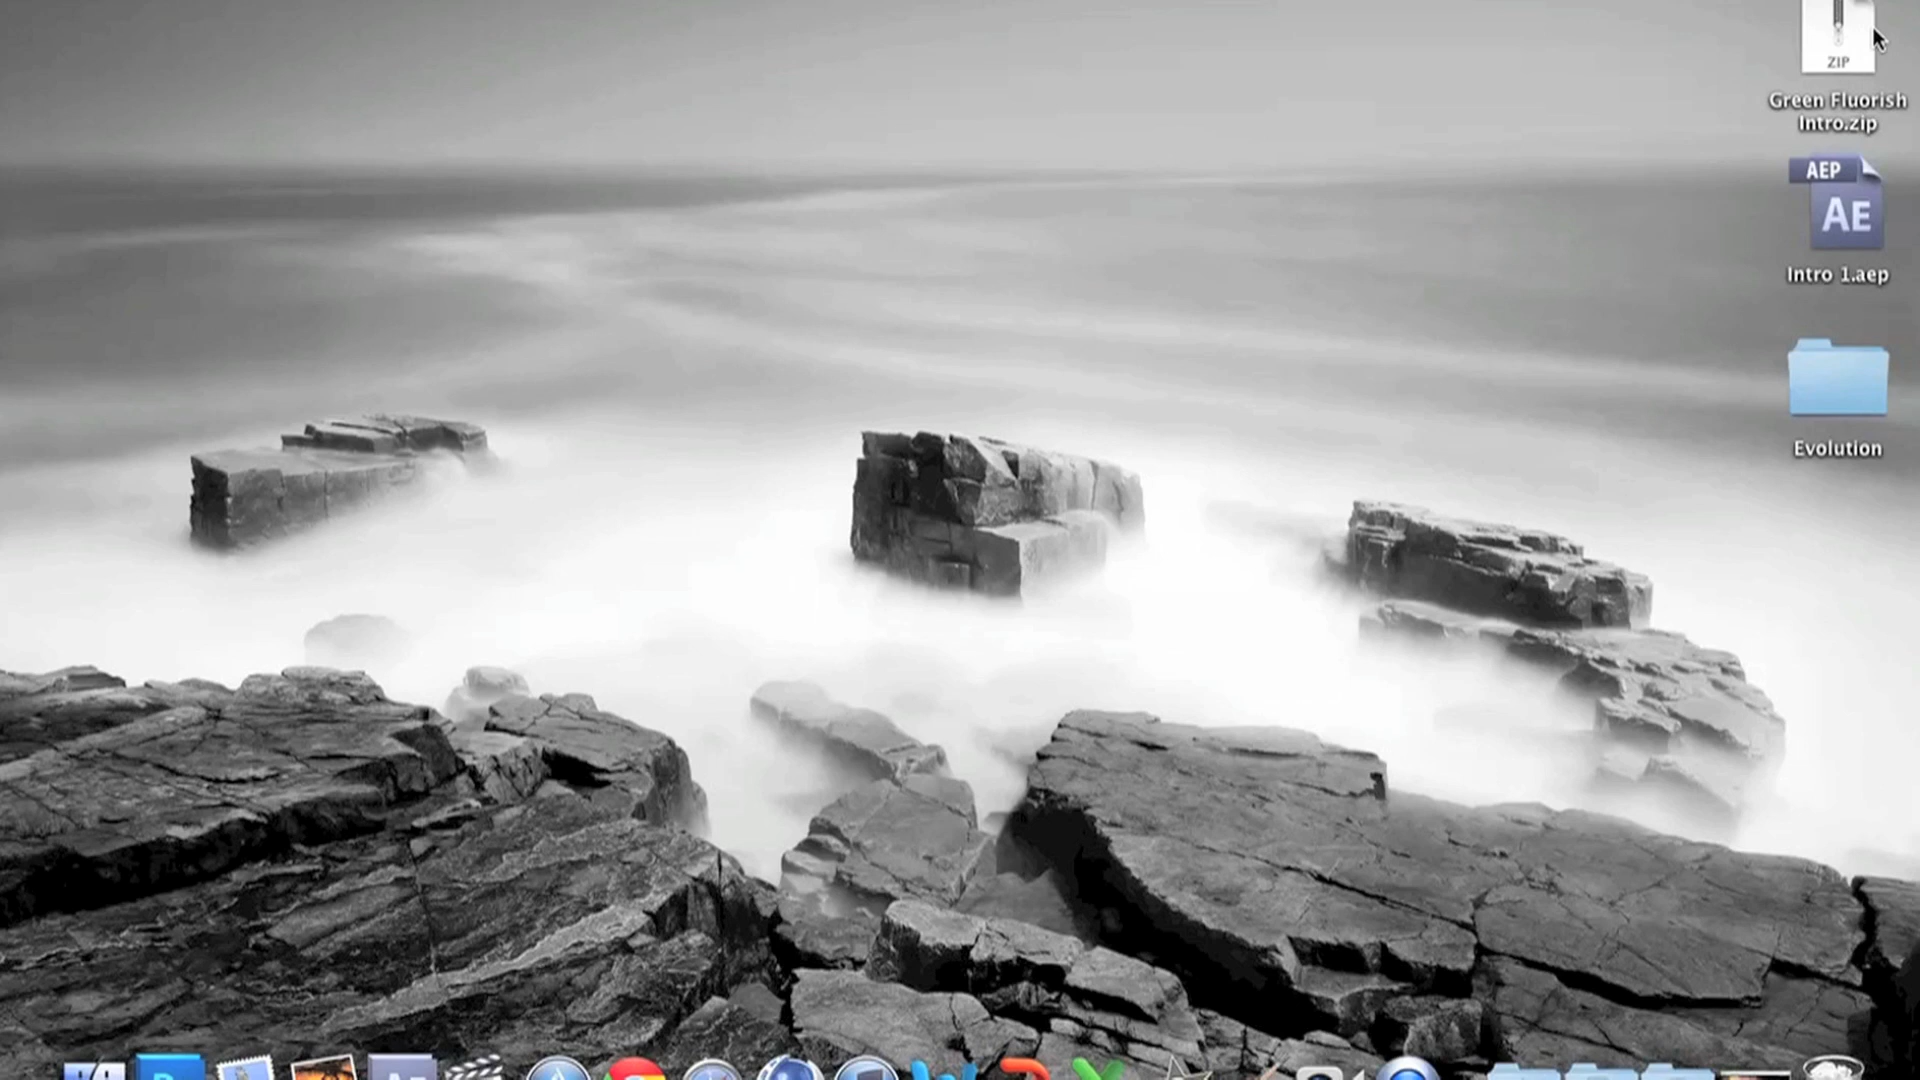 ZIP
Green Fluorish
Intro.zip
AEP
AE
Intro 1.aep
Evolution